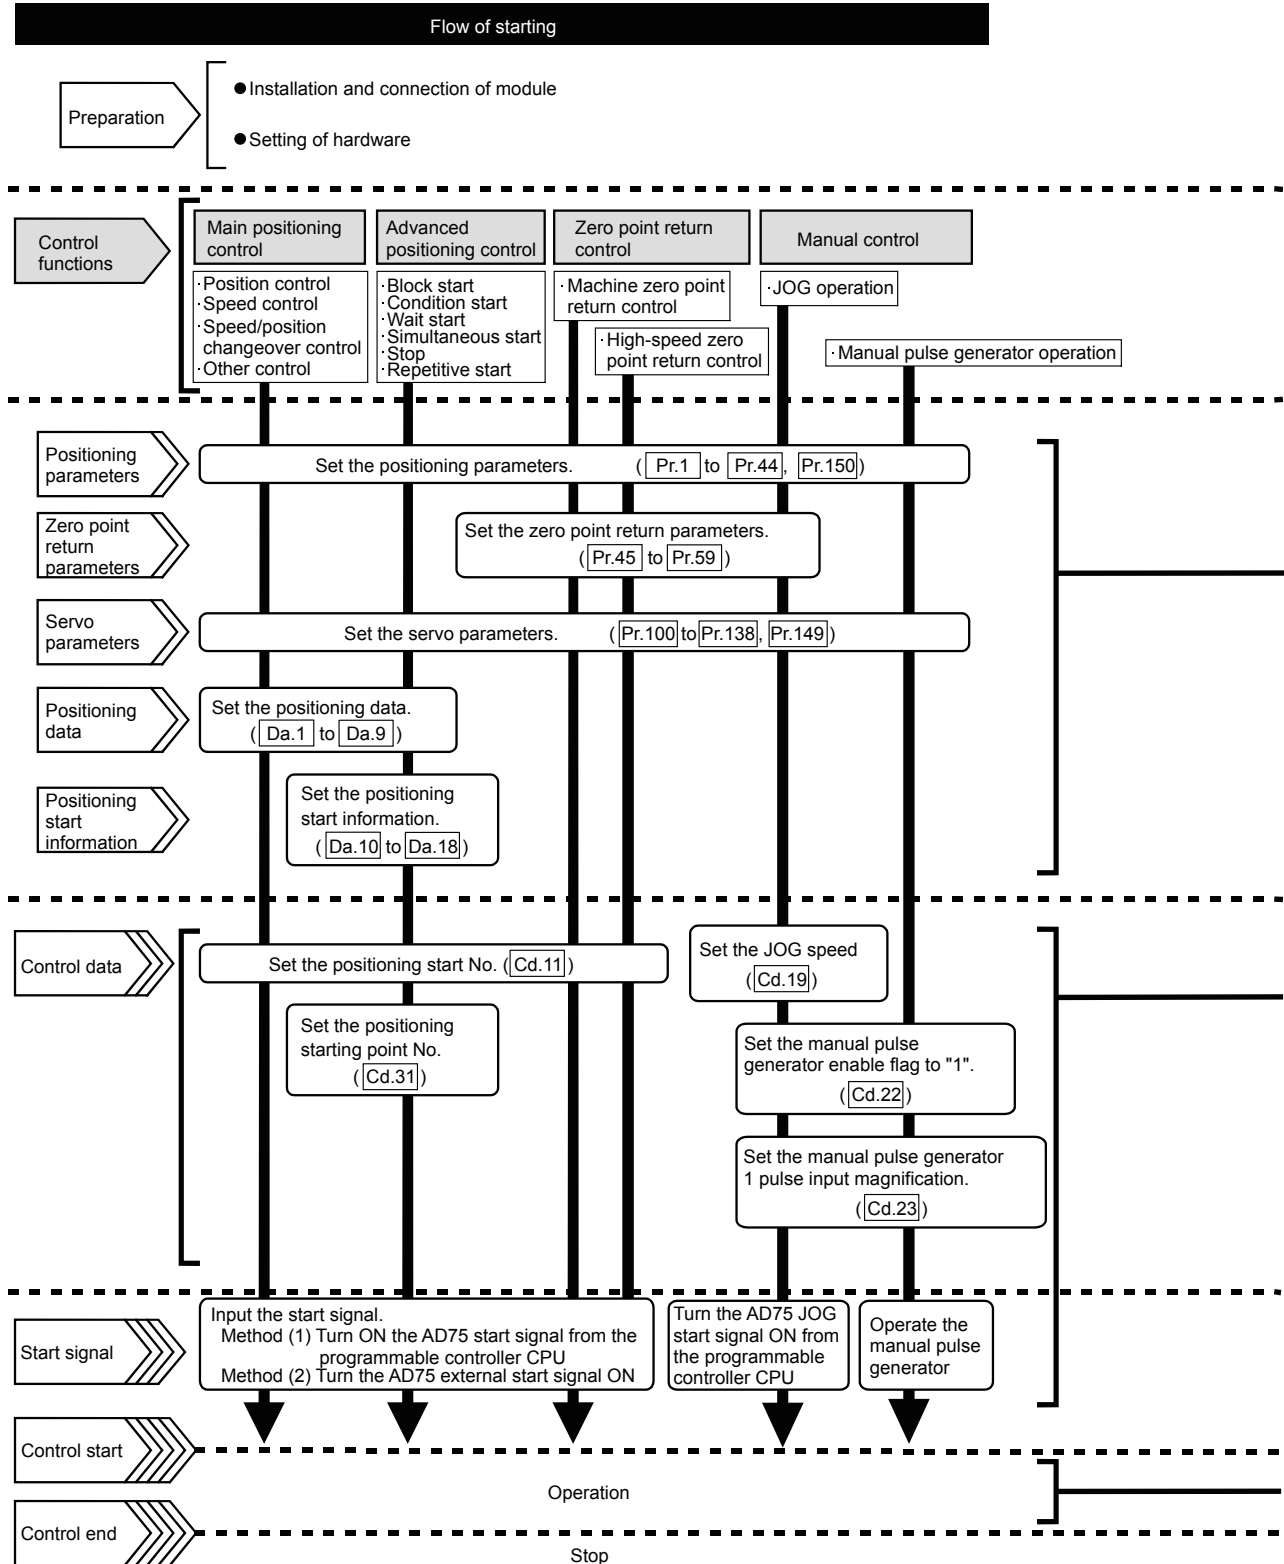 Flow of starting
Preparation
●Installation and connection of module
●Setting of hardware
Control
functions
Main positioning
control
Advanced
positioning control
Zero point return
control
Manual control
·Position control
·Speed control
·Speed/position
changeover control
·Other control
·Block start
·Condition start
·Wait start
·Simultaneous start
·Stop
·Repetitive start
·Machine zero point
return control
·High-speed zero
point return control
·JOG operation
·Manual pulse generator operation
Positioning
parameters
Set the positioning parameters. ( Pr.1 to Pr.44, Pr.150)
Zero point
return
parameters
Set the zero point return parameters.
( Pr.45 to Pr.59 )
Servo
parameters
Set the servo parameters. (Pr.100 to Pr.138, Pr.149)
Positioning
data
Set the positioning data.
( Da.1 to Da.9 )
Positioning
start
information
Set the positioning
start information.
( Da.10 to Da.18)
Control data
Set the positioning start No. (Cd.11)
Set the positioning
starting point No.
(Cd.31)
Set the JOG speed
(Cd.19)
Set the manual pulse
generator enable flag to "1".
(Cd.22)
Set the manual pulse generator
1 pulse input magnification.
(Cd.23)
Start signal
Input the start signal.
Method (1) Turn ON the AD75 start signal from the
programmable controller CPU
Method (2) Turn the AD75 external start signal ON
Turn the AD75 JOG
start signal ON from
the programmable
controller CPU
Operate the
manual pulse
generator
Control start
Operation
Control end
Stop